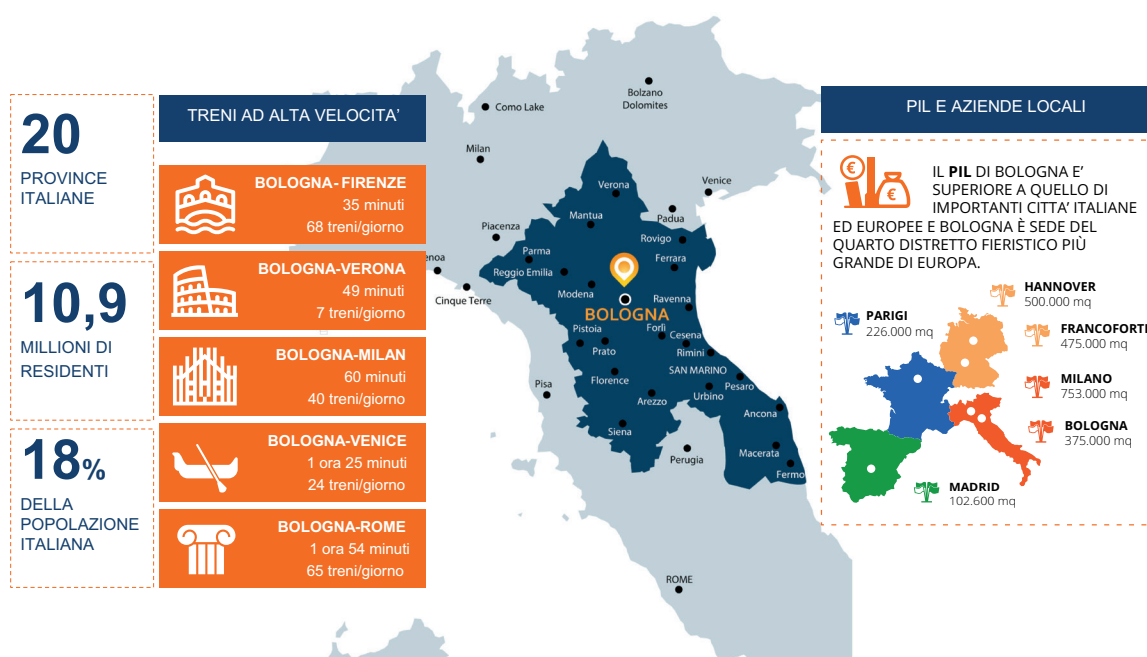 20
PROVINCE
ITALIANE
10,9
MILLIONI DI
RESIDENTI
18%
DELLA
POPOLAZIONE
ITALIANA
TRENI AD ALTA VELOCITA’
BOLOGNA- FIRENZE
35 minuti
68 treni/giorno
BOLOGNA-VERONA
49 minuti
7 treni/giorno
BOLOGNA-MILAN
60 minuti
40 treni/giorno
BOLOGNA-VENICE
1 ora 25 minuti
24 treni/giorno
BOLOGNA-ROME
1 ora 54 minuti
65 treni/giorno
Como Lake
Bolzano
Dolomites
Milan
Verona
Venice
Mantua
Padua
Piacenza
Rovigo
Parma
enoa
Reggio Emilia
Ferrara
Modena
Cinque Terre
Ravenna
BOLOGNA
Pistoia
Forlì
Cesena
Prato
Rimini
Florence
SAN MARINO
Pisa
Pesaro
Arezzo
Urbino
Ancona
Siena
Perugia
Macerata
Fermo
ROME
PIL E AZIENDE LOCALI
IL PIL DI BOLOGNA E’
SUPERIORE A QUELLO DI
IMPORTANTI CITTA’ ITALIANE
ED EUROPEE E BOLOGNA È SEDE DEL
QUARTO DISTRETTO FIERISTICO PIÙ
GRANDE DI EUROPA.
HANNOVER
500.000 mq
PARIGI
226.000 mq
FRANCOFORTE
475.000 mq
MILANO
753.000 mq
BOLOGNA
375.000 mq
MADRID
102.600 mq